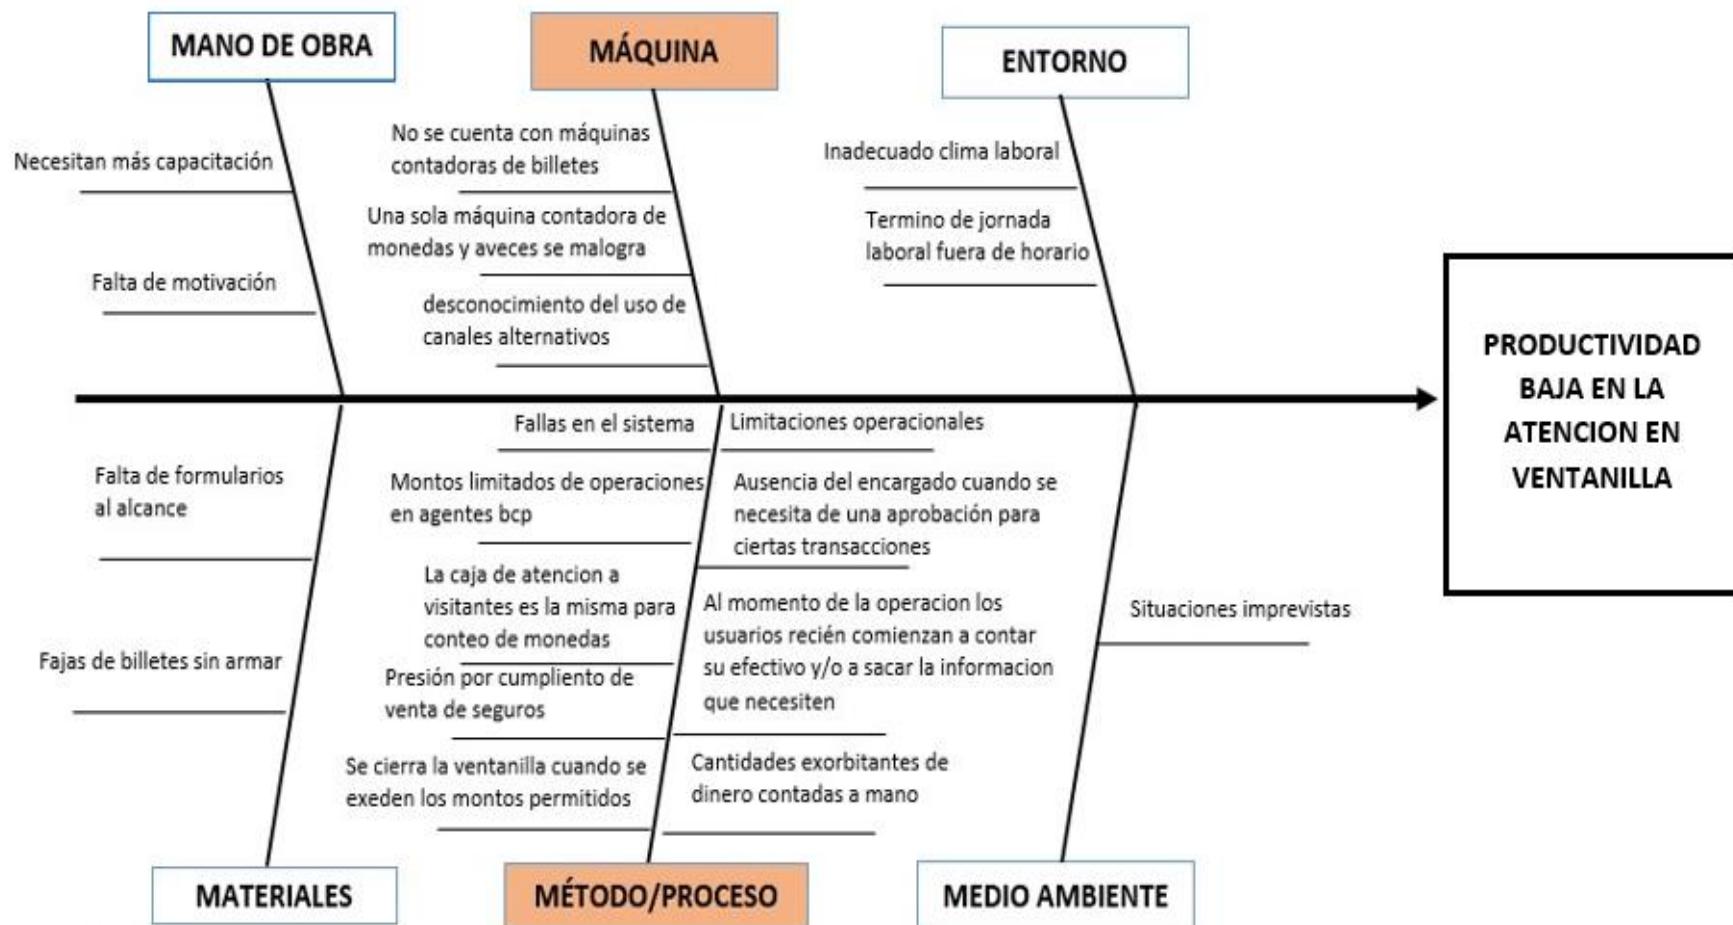 MANO DE OBRA
MÁQUINA
ENTORNO
Necesitan más capacitación
Falta de motivación
No se cuenta con máquinas
contadoras de billetes
Una sola máquina contadora de
monedas y aveces se malogra
desconocimiento del uso de
canales alternativos
Inadecuado clima laboral
Termino de jornada
laboral fuera de horario
PRODUCTIVIDAD
BAJA EN LA
ATENCION EN
VENTANILLA
Falta de formularios
al alcance
Fajas de billetes sin armar
Fallas en el sistema
Montos limitados de operaciones
en agentes bcp
La caja de atencion a
visitantes es la misma para
conteo de monedas
Presión por cumpliento de
venta de seguros
Se cierra la ventanilla cuando se
exeden los montos permitidos
Limitaciones operacionales
Ausencia del encargado cuando se
necesita de una aprobación para
ciertas transacciones
Al momento de la operacion los
usuarios recién comienzan a contar
su efectivo y/o a sacar la informacion
que necesiten
Cantidades exorbitantes de
dinero contadas a mano
Situaciones imprevistas
MATERIALES
MÉTODO/PROCESO
MEDIO AMBIENTE